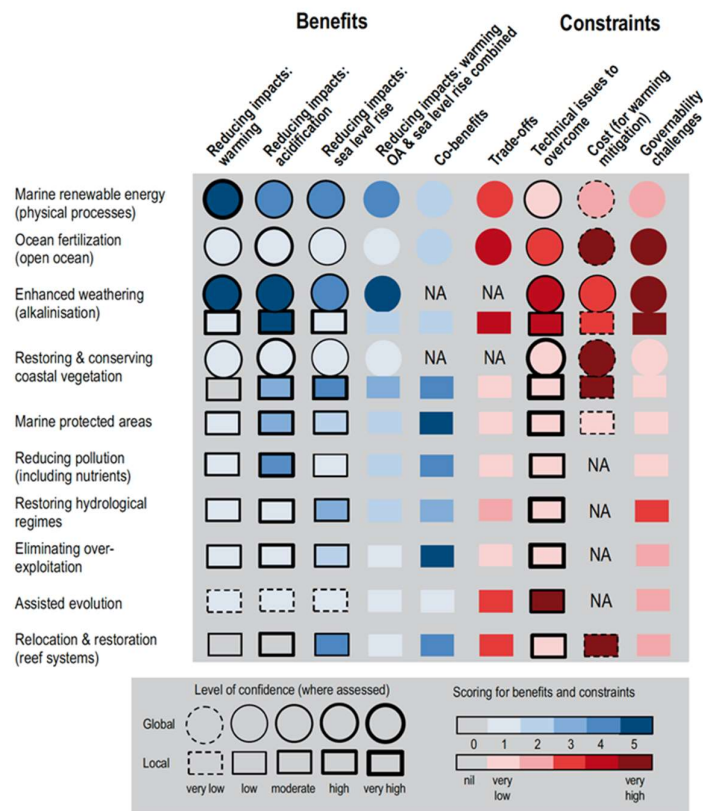 Benefits
Constraints
Reducing impacts:
warming
Reducing impacts:
acidification
Reducing impacts:
sea level rise
Reducing impacts: warming
OA & sea level rise combined
Co-benefits
Trade-offs
Technical issues to
overcome
Cost (for warming
mitigation)
Governability
challenges
Marine renewable energy
(physical processes)
Ocean fertilization
(open ocean)
Enhanced weathering
(alkalinisation)
NA NA
Restoring & conserving
coastal vegetation
NA NA
Marine protected areas
Reducing pollution
(including nutrients)
NA
Restoring hydrological
regimes
NA
Eliminating over-
exploitation
NA
Assisted evolution
NA
Relocation & restoration
(reef systems)
Level of confidence (where assessed)
Global
Local
very low low moderate high very high
Scoring for benefits and constraints
0 1 2 3 4 5
nil very
low
very
high